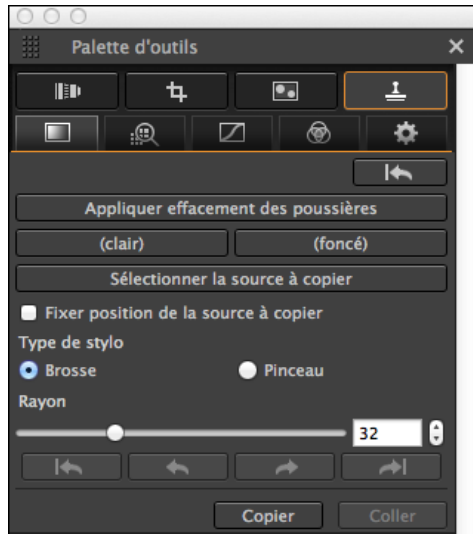 Palette d'outils
Appliquer effacement des poussières
(clair) (foncé)
Sélectionner la source à copier
Fixer position de la source à copier
Type de stylo
Brosse Pinceau
Rayon
32
Copier Coller